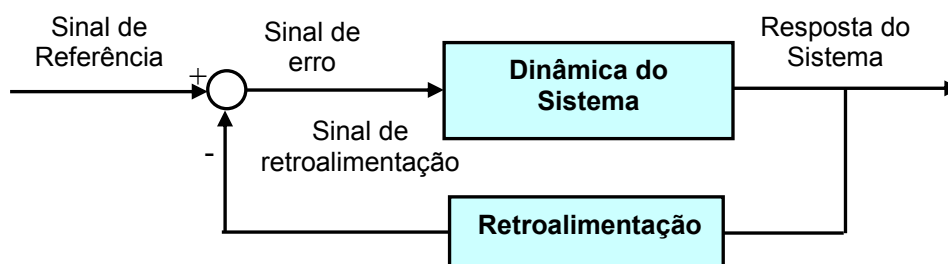 Sinal de
Referência
+
Sinal de
erro
Dinâmica do
Sistema
Resposta do
Sistema
-
Sinal de
retroalimentação
Retroalimentação